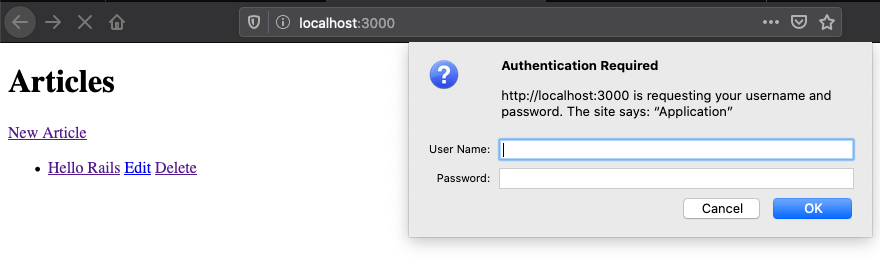 localhost:3000
Articles
New Article
Hello Rails Edit Delete
Authentication Required
http://localhost:3000 is requesting your username and
password. The site says: “Application”
User Name:
Password:
Cancel OK